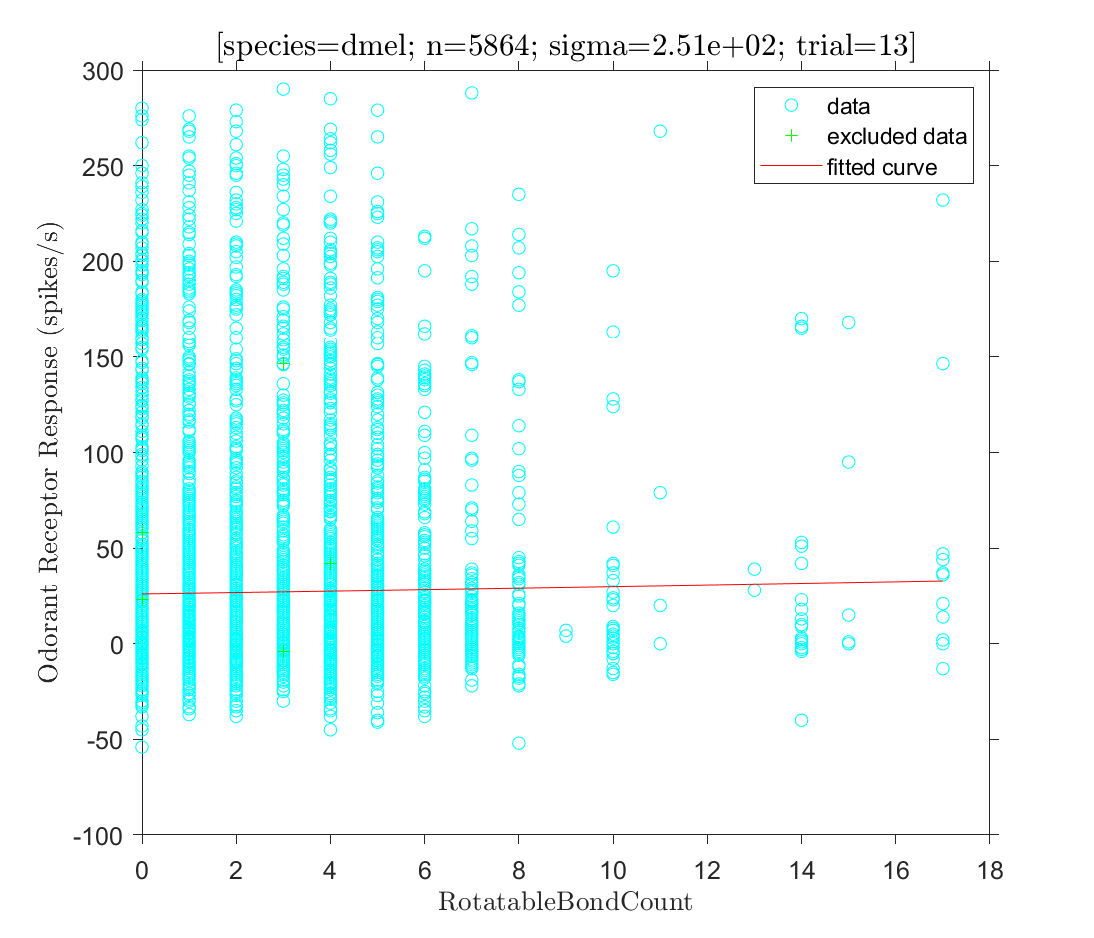 [species=dmel; n=5864; sigma=2.51e+02; trial=13]
300
250
200
150
100
50
0
-50
-100
Odorant Receptor Response (spikes/s)
data
excluded data
fitted curve
0 2 4 6 8 10 12 14 16 18
RotatableBondCount